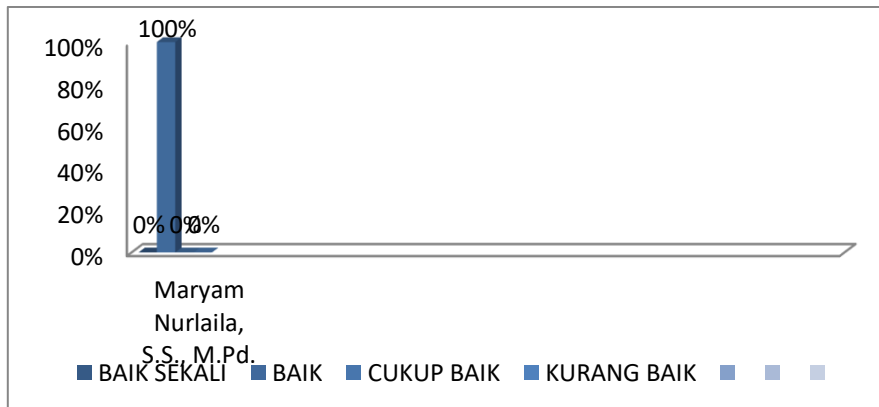 100%
100%
80%
60%
40%
20%
0%
0% 0% 0%
Maryam
Nurlaila,
S.S., M.Pd.
BAIK SEKALI BAIK CUKUP BAIK KURANG BAIK